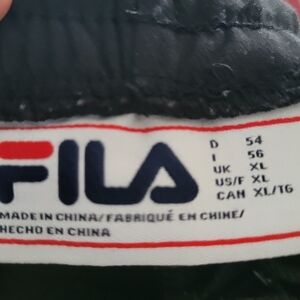 FILA
D 54
I 56
UK XL
US/F XL
CAN XL/TG
MADE IN CHINA/FABRIQUÉ EN CHINE/
HECHO EN CHINA